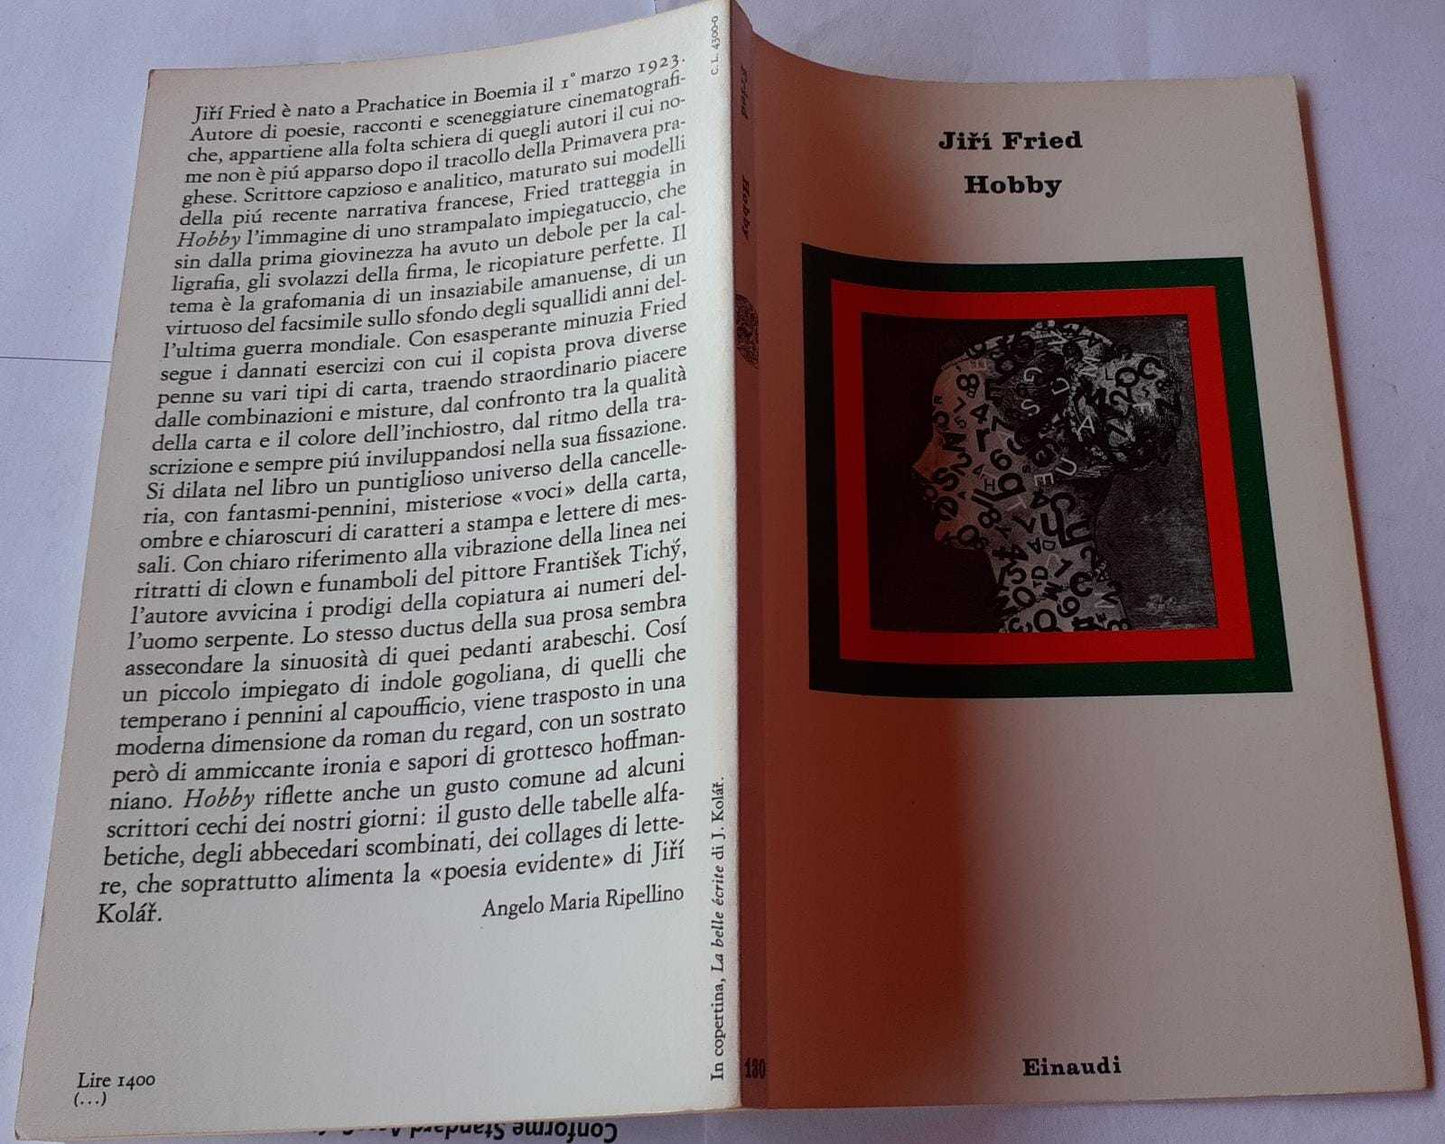 Jiří Fried è nato a Prachatice in Boemia il 1° marzo 1923.
Autore di poesie, racconti e sceneggiature cinematografi-
che, appartiene alla folta schiera di quegli autori il cui no-
me non è piú apparso dopo il tracollo della Primavera pra-
ghese. Scrittore capzioso e analitico, maturato sui modelli
della piú recente narrativa francese, Fried tratteggia in
Hobby l'immagine di uno strampalato impiegatuccio, che
sin dalla prima giovinezza ha avuto un debole per la cal-
ligrafia, gli svolazzi della firma, le ricopiature perfette. Il
tema è la grafomania di un insaziabile amanuense, di un
virtuoso del facsimile sullo sfondo degli squallidi anni del-
l'ultima guerra mondiale. Con esasperante minuzia Fried
segue i dannati esercizi con cui il copista prova diverse
penne su vari tipi di carta, traendo straordinario piacere
dalle combinazioni e misture, dal confronto tra la qualità
della carta e il colore dell'inchiostro, dal ritmo della tra-
scrizione e sempre piú inviluppandosi nella sua fissazione.
Si dilata nel libro un puntiglioso universo della cancelle-
ria, con fantasmi-pennini, misteriose «voci» della carta,
ombre e chiaroscuri di caratteri a stampa e lettere di mes-
sali. Con chiaro riferimento alla vibrazione della linea nei
ritratti di clown e funamboli del pittore František Tichý,
l'autore avvicina i prodigi della copiatura ai numeri del-
l'uomo serpente. Lo stesso ductus della sua prosa sembra
assecondare la sinuosità di quei pedanti arabeschi. Cosí
un piccolo impiegato di indole gogoliana, di quelli che
temperano i pennini al capoufficio, viene trasposto in una
moderna dimensione da roman du regard, con un sostrato
però di ammiccante ironia e sapori di grottesco hoffman-
niano. Hobby riflette anche un gusto comune ad alcuni
scrittori cechi dei nostri giorni: il gusto delle tabelle alfa-
betiche, degli abbecedari scombinati, dei collages di lette-
re, che soprattutto alimenta la «poesia evidente» di Jiří
Kolář.
Angelo Maria Ripellino
Lire 1400
(...)
C. L. 4300-0
In copertina, La belle écrite di J. Kolář.
Fried
Hobby
130
Jiří Fried
Hobby
Einaudi
Conforme Standard